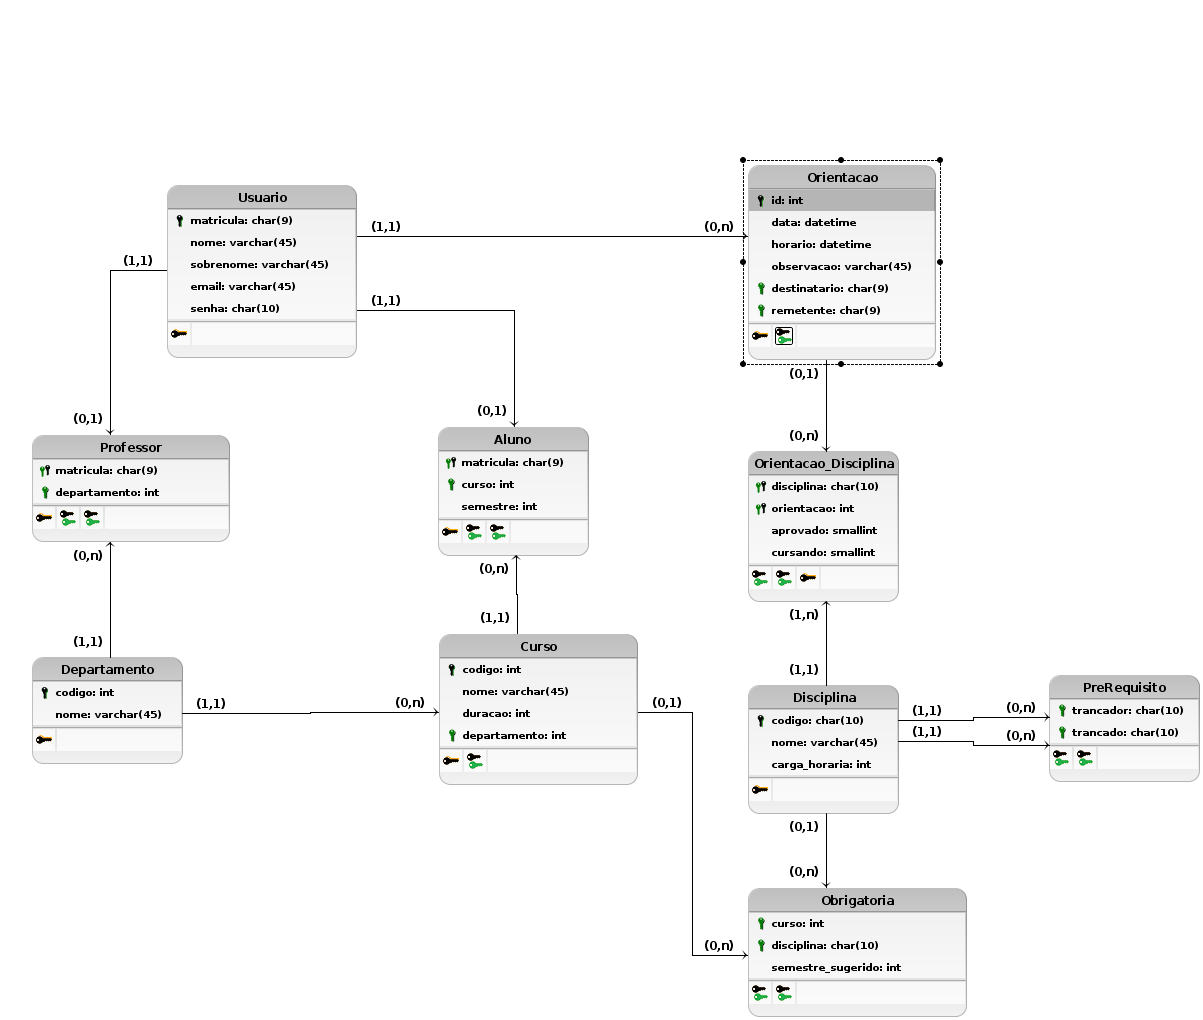 Usuario
matricula: char(9)
nome: varchar(45)
sobrenome: varchar(45)
email: varchar(45)
senha: char(10)
(1,1)
(1,1)
(0,n)
(1,1)
(0,1)
(0,1)
Orientacao
id: int
data: datetime
horario: datetime
observacao: varchar(45)
destinatario: char(9)
remetente: char(9)
(0,1)
(0,n)
Professor
matricula: char(9)
departamento: int
(0,n)
(1,1)
Aluno
matricula: char(9)
curso: int
semestre: int
(0,n)
(1,1)
Orientacao_Disciplina
disciplina: char(10)
orientacao: int
aprovado: smallint
cursando: smallint
(1,n)
(1,1)
Departamento
codigo: int
nome: varchar(45)
(1,1)
(0,n)
Curso
codigo: int
nome: varchar(45)
duracao: int
departamento: int
(0,1)
(0,n)
Disciplina
codigo: char(10)
nome: varchar(45)
carga_horaria: int
(1,1)
(0,n)
(1,1)
(0,n)
PreRequisito
trancador: char(10)
trancado: char(10)
(0,1)
(0,n)
Obrigatoria
curso: int
disciplina: char(10)
semestre_sugerido: int